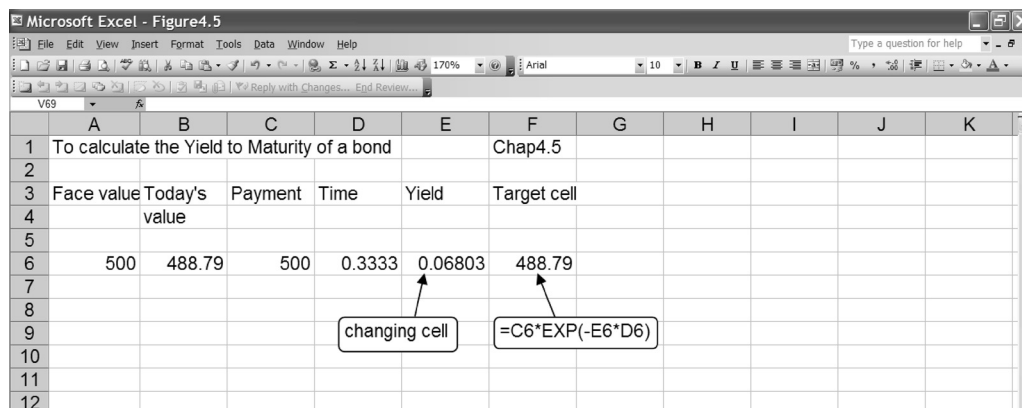 Microsoft Excel - Figure4.5
File Edit View Insert Format Tools Data Window Help
Type a question for help
170%
Arial
10
B I U
Reply with Changes... End Review...
V69
fx
A B C D E F G H I J K
1 To calculate the Yield to Maturity of a bond Chap4.5
2
3 Face value Today's Payment Time Yield Target cell
4 value
5
6 500 488.79 500 0.3333 0.06803 488.79
7
8
9 changing cell =C6*EXP(-E6*D6)
10
11
12